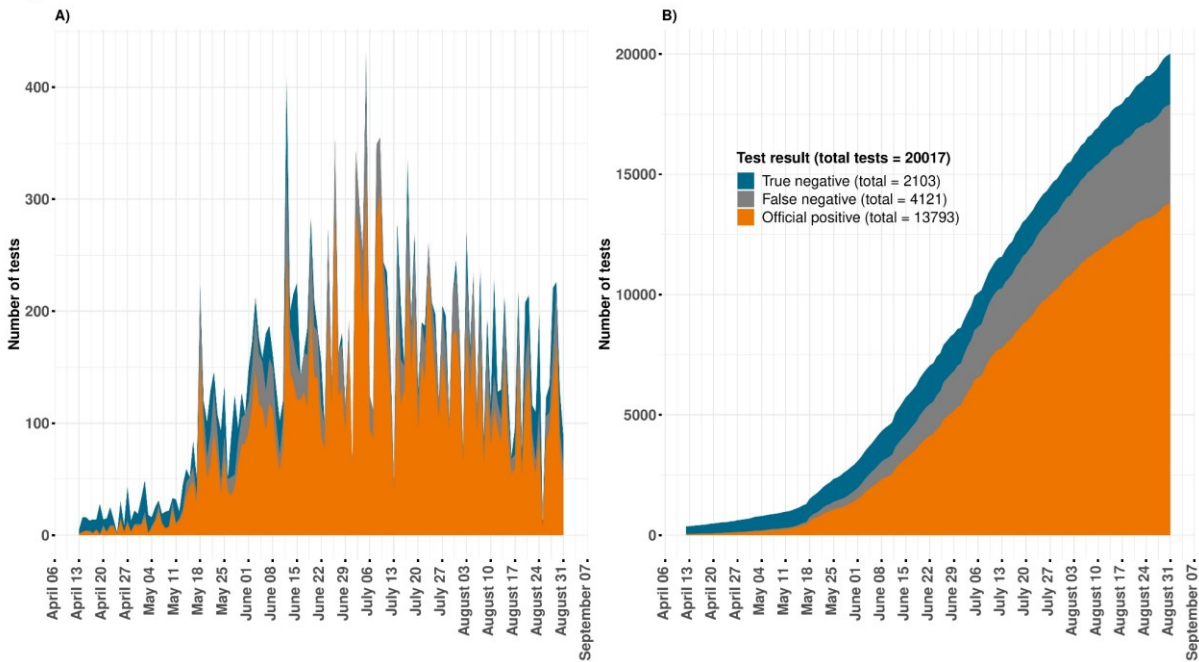 A)
Number of tests
400
300
200
100
0
April 06
April 13
April 20
April 27
May 04
May 11
May 18
May 25
June 01
June 08
June 15
June 22
June 29
July 06
July 13
July 20
July 27
August 03
August 10
August 17
August 24
August 31
September 07
B)
Number of tests
20000
15000
10000
5000
0
Test result (total tests = 20017)
True negative (total = 2103)
False negative (total = 4121)
Official positive (total = 13793)
April 06
April 13
April 20
April 27
May 04
May 11
May 18
May 25
June 01
June 08
June 15
June 22
June 29
July 06
July 13
July 20
July 27
August 03
August 10
August 17
August 24
August 31
September 07